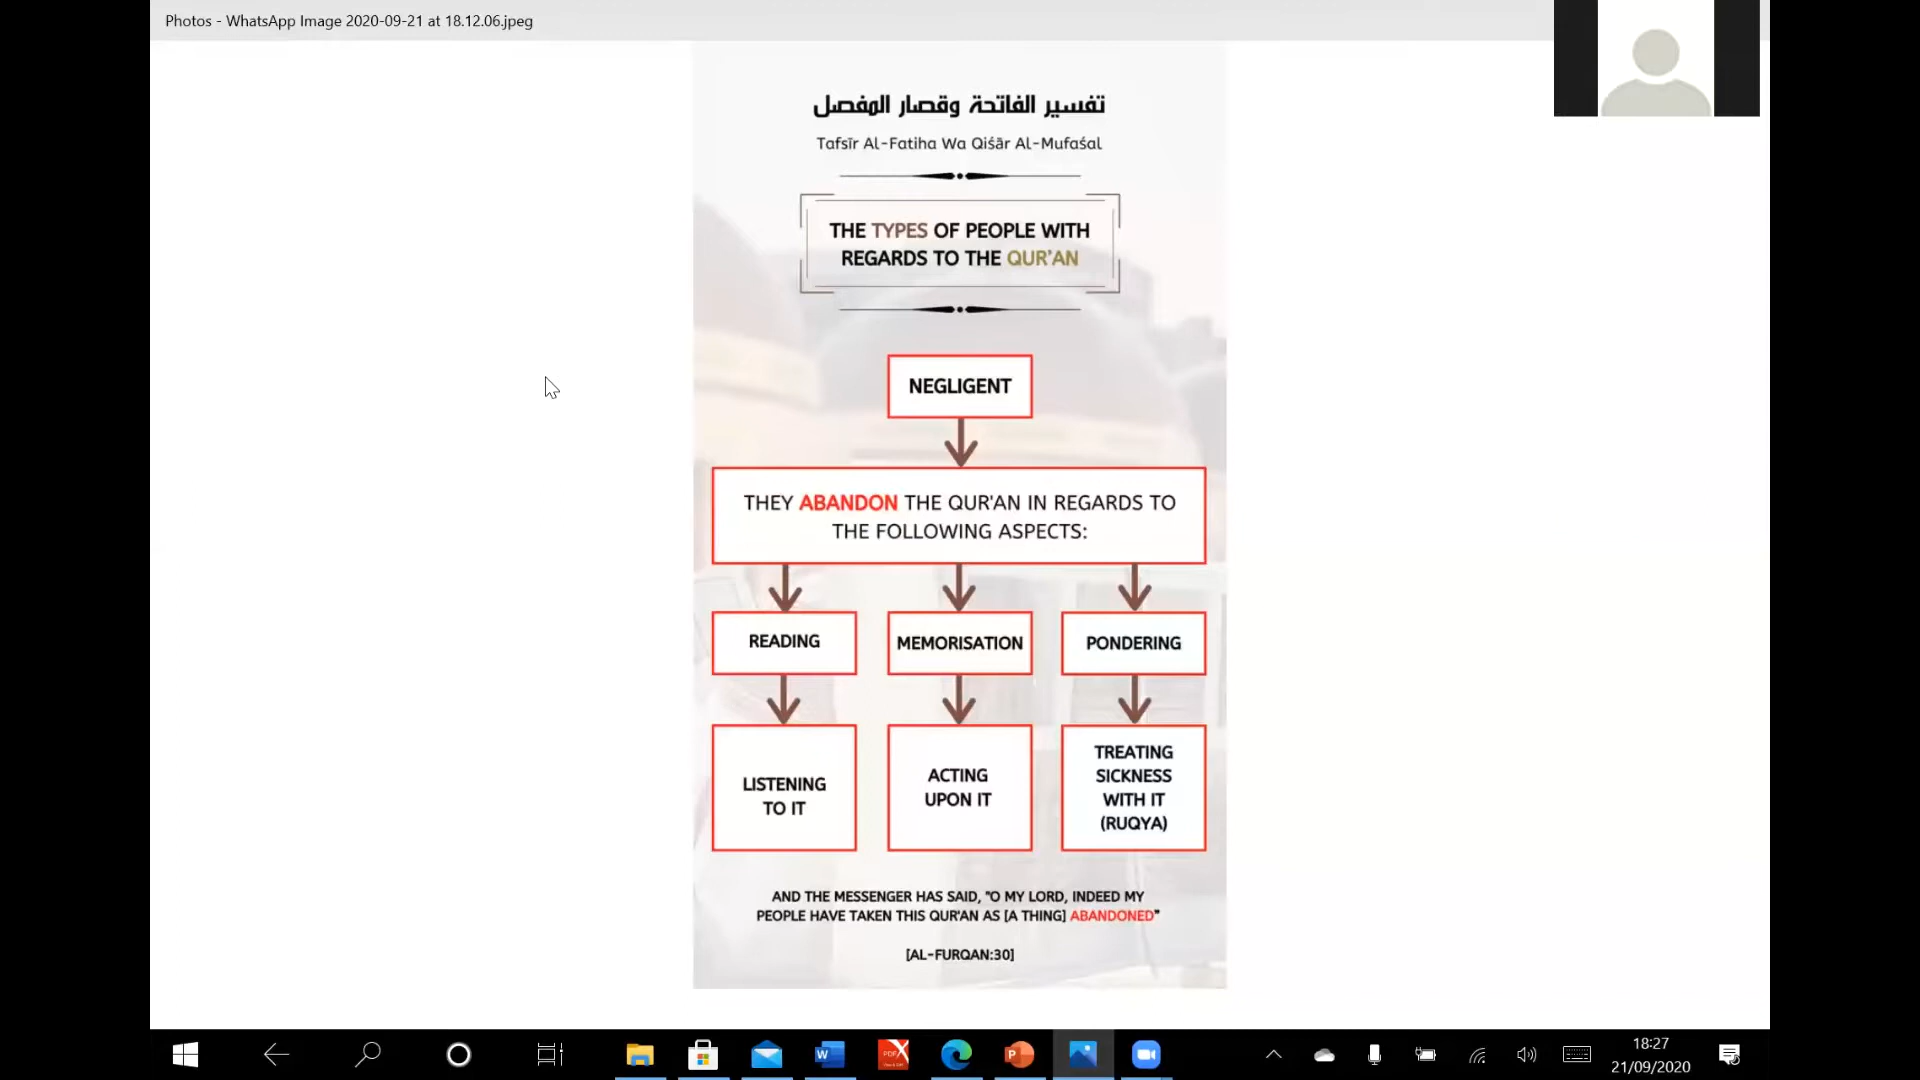 Photos - WhatsApp Image 2020-09-21 at 18.12.06.jpeg
تفسير الفاتحة وقصار المفصل
Tafsīr Al-Fatiha Wa Qiśār Al-Mufaśal
THE TYPES OF PEOPLE WITH
REGARDS TO THE QUR'AN
NEGLIGENT
THEY ABANDON THE QUR'AN IN REGARDS TO
THE FOLLOWING ASPECTS:
READING
MEMORISATION
PONDERING
LISTENING
TO IT
ACTING
UPON IT
TREATING
SICKNESS
WITH IT
(RUQYA)
AND THE MESSENGER HAS SAID, "O MY LORD, INDEED MY
PEOPLE HAVE TAKEN THIS QUR'AN AS [A THING] ABANDONED"
[AL-FURQAN:30]
18:27
21/09/2020